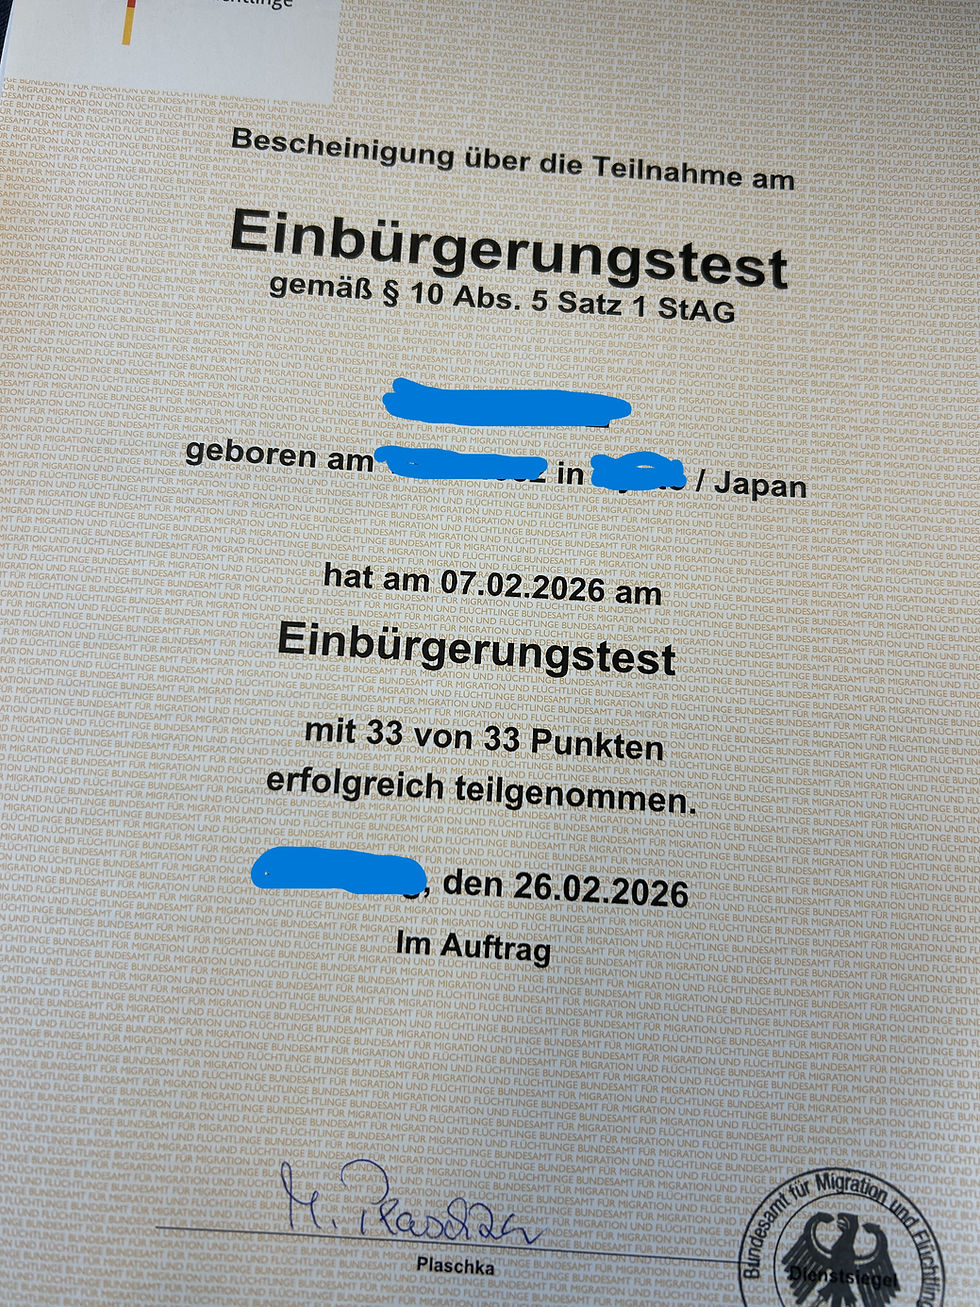 Bescheinigung über die Teilnahme am
Einbürgerungstest
gemäß § 10 Abs. 5 Satz 1 StAG
geboren am in / Japan
hat am 07.02.2026 am
Einbürgerungstest
mit 33 von 33 Punkten
erfolgreich teilgenommen.
, den 26.02.2026
Im Auftrag
M. Plaschka
Plaschka
Bundesamt für Migration und Flüchtlinge
Dienstsiegel